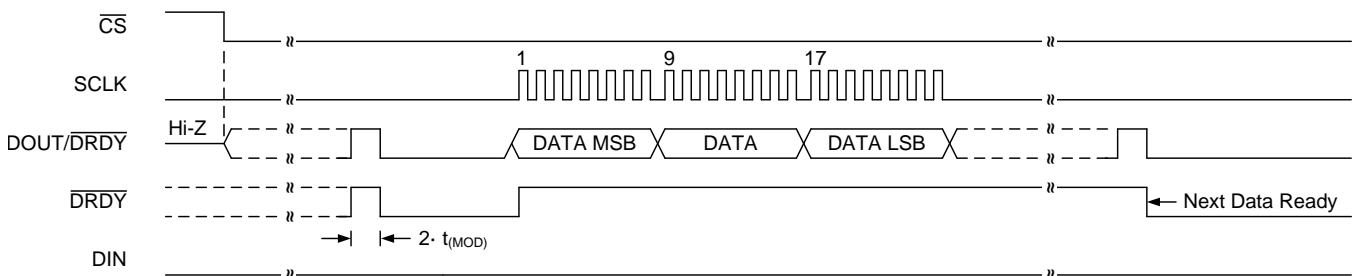 CS
SCLK
1 9 17
DOUT/DRDY
Hi-Z
DATA MSB DATA DATA LSB
DRDY
Next Data Ready
2· t(MOD)
DIN